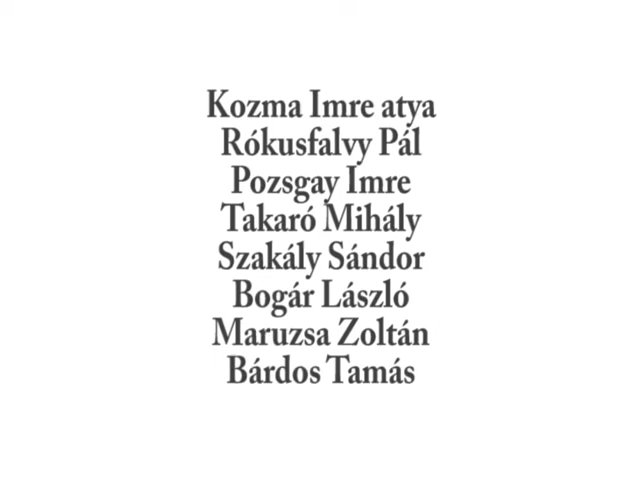 Kozma Imre atya
Rókusfalvy Pál
Pozsgay Imre
Takaró Mihály
Szakály Sándor
Bogár László
Maruzsa Zoltán
Bárdos Tamás